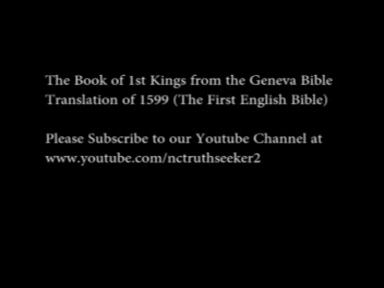 The Book of 1st Kings from the Geneva Bible
Translation of 1599 (The First English Bible)
Please Subscribe to our Youtube Channel at
www.youtube.com/nctruthseeker2